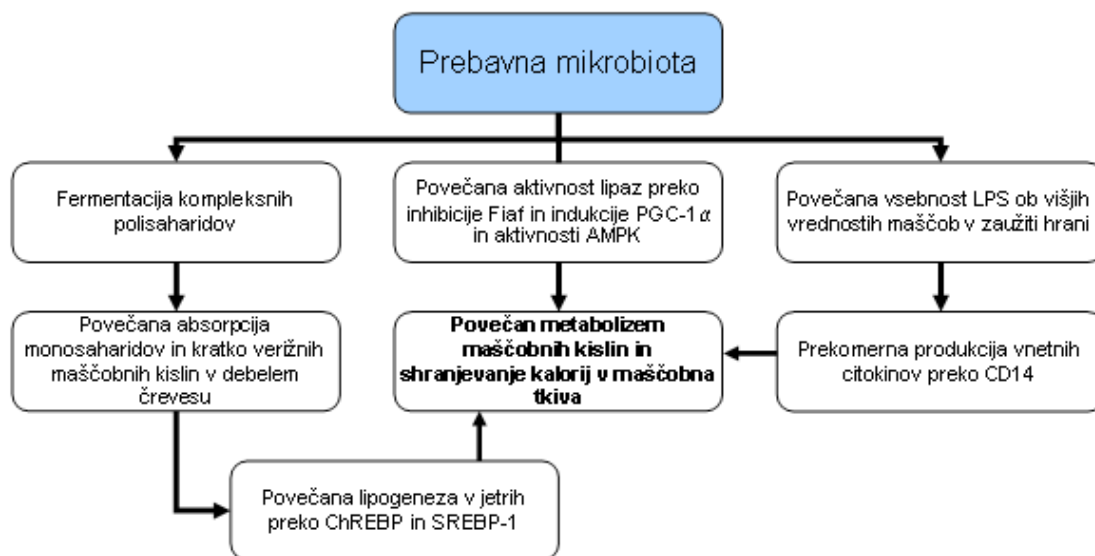 Prebavna mikrobiota
Fermentacija kompleksnih
polisaharidov
Povečana aktivnost lipaz preko
inhibicije Fiaf in indukcije PGC-1α
in aktivnosti AMPK
Povečana vsebnost LPS ob višjih
vrednostih maščob v zaužiti hrani
Povečana absorpcija
monosaharidov in kratko verižnih
maščobnih kislin v debelem
črevesu
Povečan metabolizem
maščobnih kislin in
shranjevanje kalorij v maščobna
tkiva
Prekomerna produkcija vnetnih
citokinov preko CD14
Povečana lipogeneza v jetrih
preko ChREBP in SREBP-1